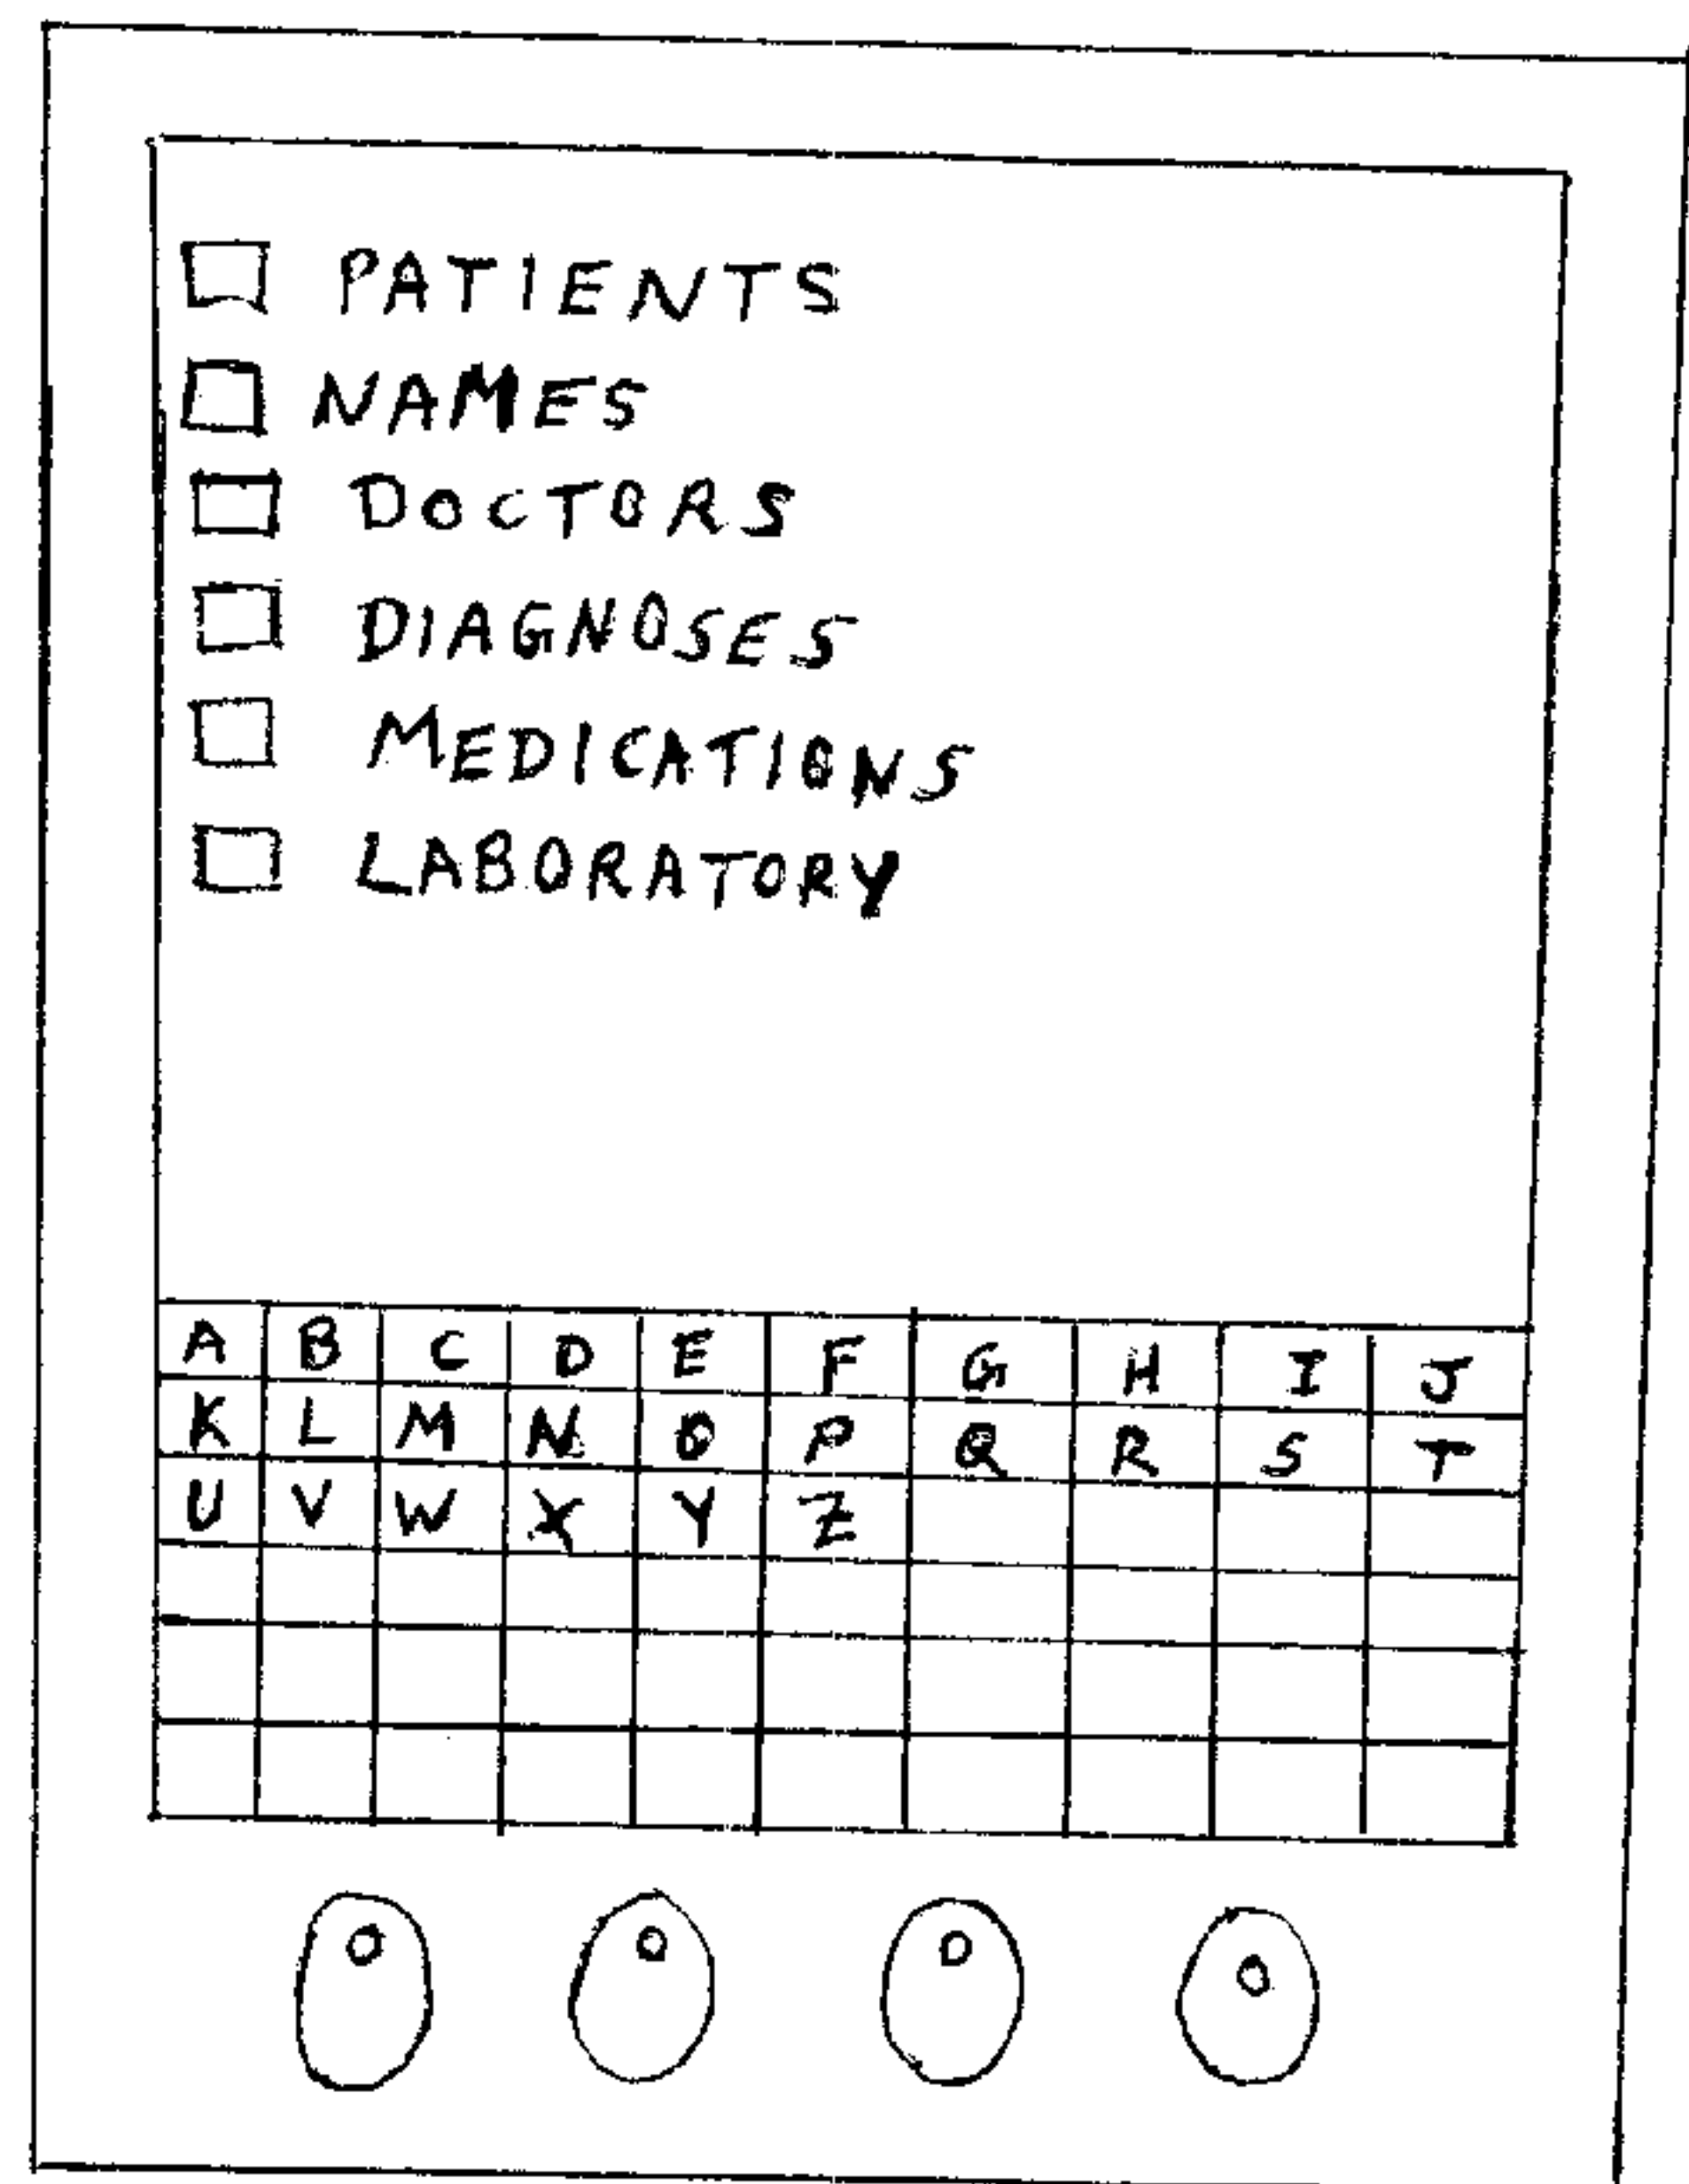 PATIENTS
NAMES
DOCTORS
DIAGNOSES
MEDICATIONS
LABORATORY
A B C D E F G H I J
K L M N O P Q R S T
U V W X Y Z